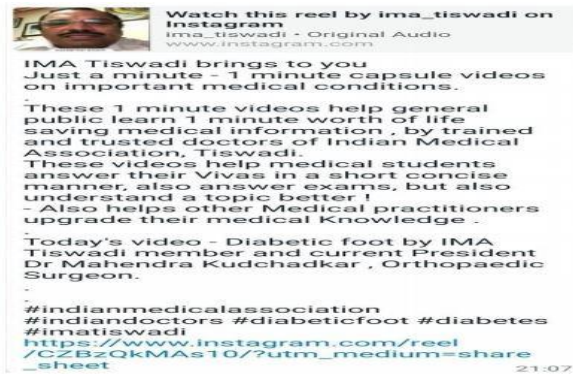 Watch this reel by ima_tiswadi on
Instagram
ima_tiswadi • Original Audio
www.instagram.com
IMA Tiswadi brings to you
Just a minute - 1 minute capsule videos
on important medical conditions.
.
These 1 minute videos help general
public learn 1 minute worth of life
saving medical information , by trained
and trusted doctors of Indian Medical
Association, Tiswadi.
These videos help medical students
answer their Vivas in a short concise
manner, also answer exams, but also
understand a topic better !
- Also helps other Medical practitioners
upgrade their medical Knowledge .
.
Today's video - Diabetic foot by IMA
Tiswadi member and current President
Dr Mahendra Kudchadkar , Orthopaedic
Surgeon.
.
.
#indianmedicalassociation
#indiandoctors #diabeticfoot #diabetes
#imatiswadi
https://www.instagram.com/reel
/CZBzQkMAs10/?utm_medium=share
_sheet
21:07